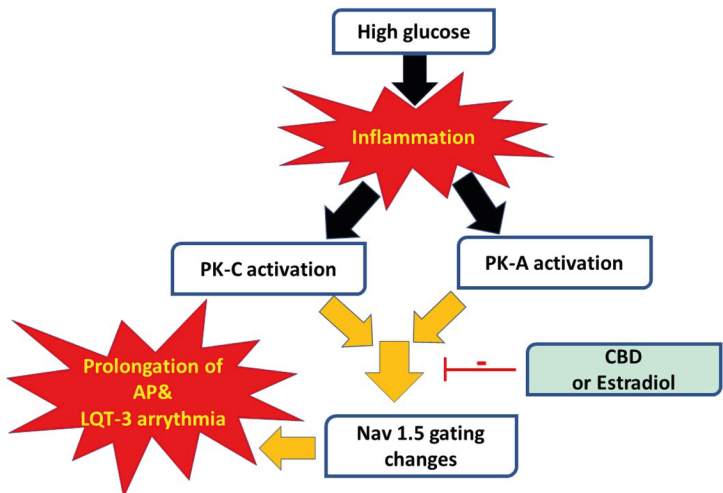 High glucose
Inflammation
PK-C activation
PK-A activation
Prolongation of
AP&
LQT-3 arrythmia
-
CBD
or Estradiol
Nav 1.5 gating
changes